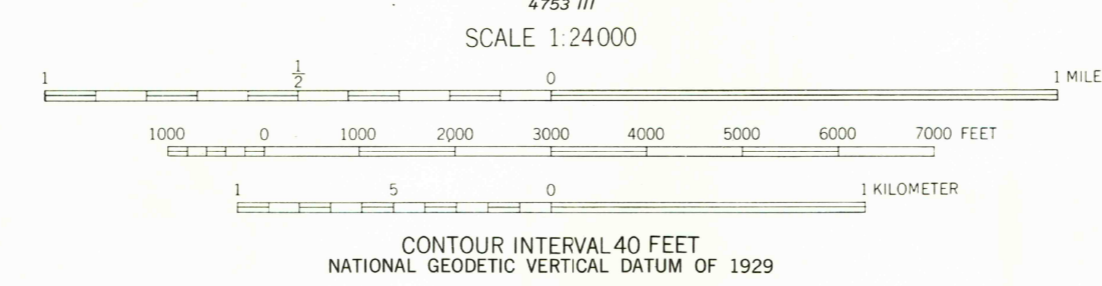 4753 III
SCALE 1:24000
1 1/2 0 1 MILE
1000 0 1000 2000 3000 4000 5000 6000 7000 FEET
1 5 0 1 KILOMETER
CONTOUR INTERVAL 40 FEET
NATIONAL GEODETIC VERTICAL DATUM OF 1929